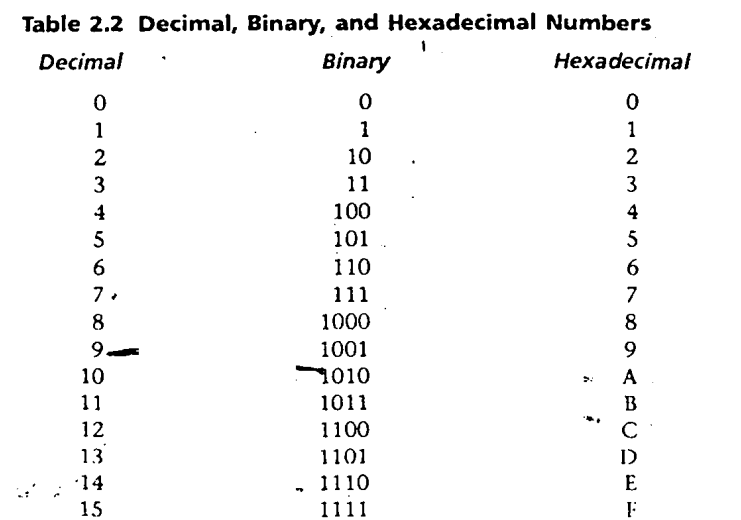 Table 2.2 Decimal, Binary, and Hexadecimal Numbers
Decimal Binary Hexadecimal
0 0 0
1 1 1
2 10 2
3 11 3
4 100 4
5 101 5
6 110 6
7 111 7
8 1000 8
9 1001 9
10 1010 A
11 1011 B
12 1100 C
13 1101 D
14 1110 E
15 1111 F